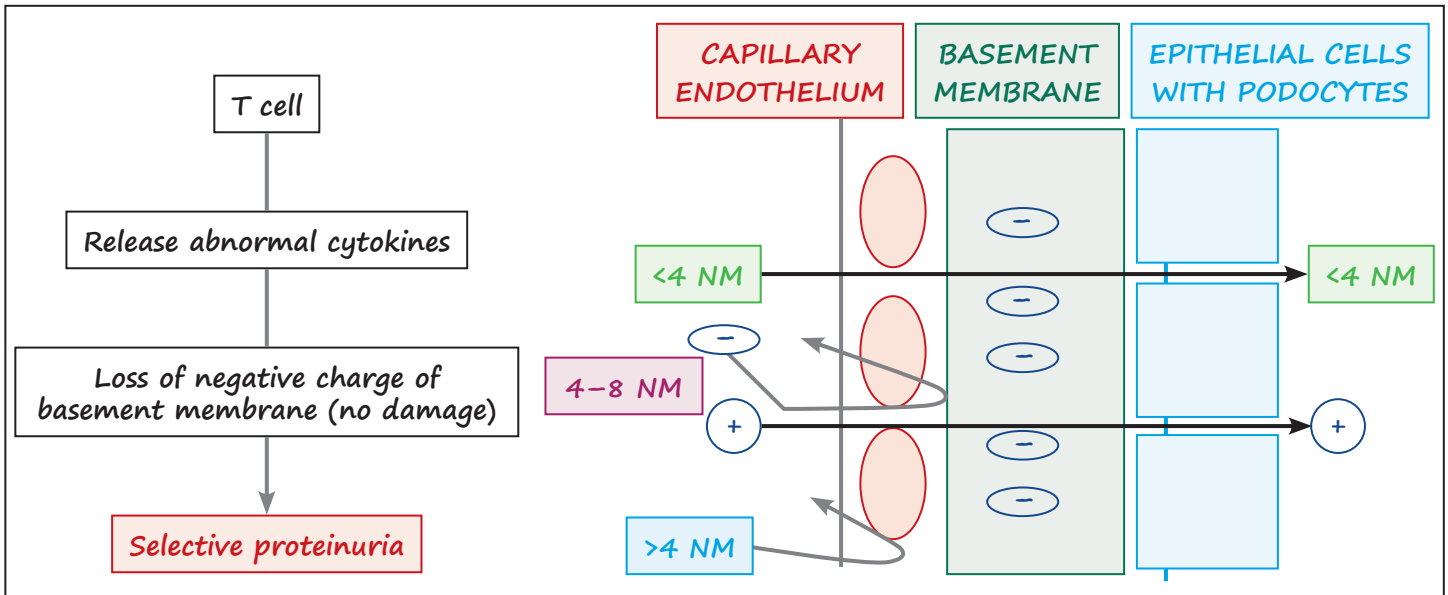 T cell
Release abnormal cytokines
Loss of negative charge of
basement membrane (no damage)
Selective proteinuria
CAPILLARY
ENDOTHELIUM
BASEMENT
MEMBRANE
EPITHELIAL CELLS
WITH PODOCYTES
−
<4 NM
<4 NM
−
−
−
4–8 NM
+
+
−
−
>4 NM